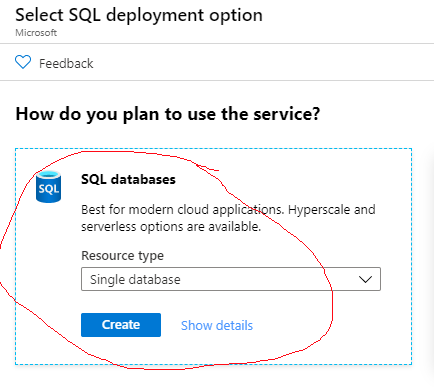 Select SQL deployment option
Microsoft
Feedback
How do you plan to use the service?
SQL
SQL databases
Best for modern cloud applications. Hyperscale and
serverless options are available.
Resource type
Single database
Create Show details